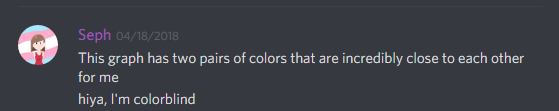 Seph 04/18/2018
This graph has two pairs of colors that are incredibly close to each other
for me
hiya, I'm colorblind